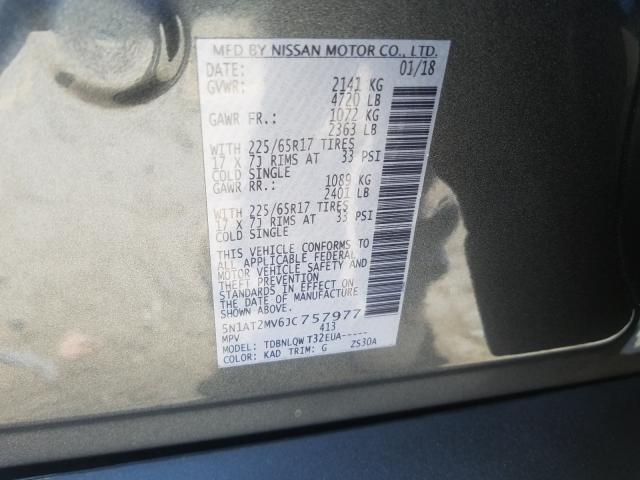 MFD BY NISSAN MOTOR CO., LTD.
DATE: 01/18
GVWR: 2141 KG
4720 LB
GAWR FR.: 1072 KG
2363 LB
WITH 225/65R17 TIRES
17 X 7J RIMS AT 33 PSI
COLD SINGLE
GAWR RR.: 1089 KG
2401 LB
WITH 225/65R17 TIRES
17 X 7J RIMS AT 33 PSI
COLD SINGLE
THIS VEHICLE CONFORMS TO
ALL APPLICABLE FEDERAL
MOTOR VEHICLE SAFETY AND
THEFT PREVENTION
STANDARDS IN EFFECT ON
THE DATE OF MANUFACTURE
SHOWN ABOVE.
5N1AT2MV6JC757977
MPV 413
MODEL: TDBNLQWT32EUA-----
COLOR: KAD TRIM: G ZS30A